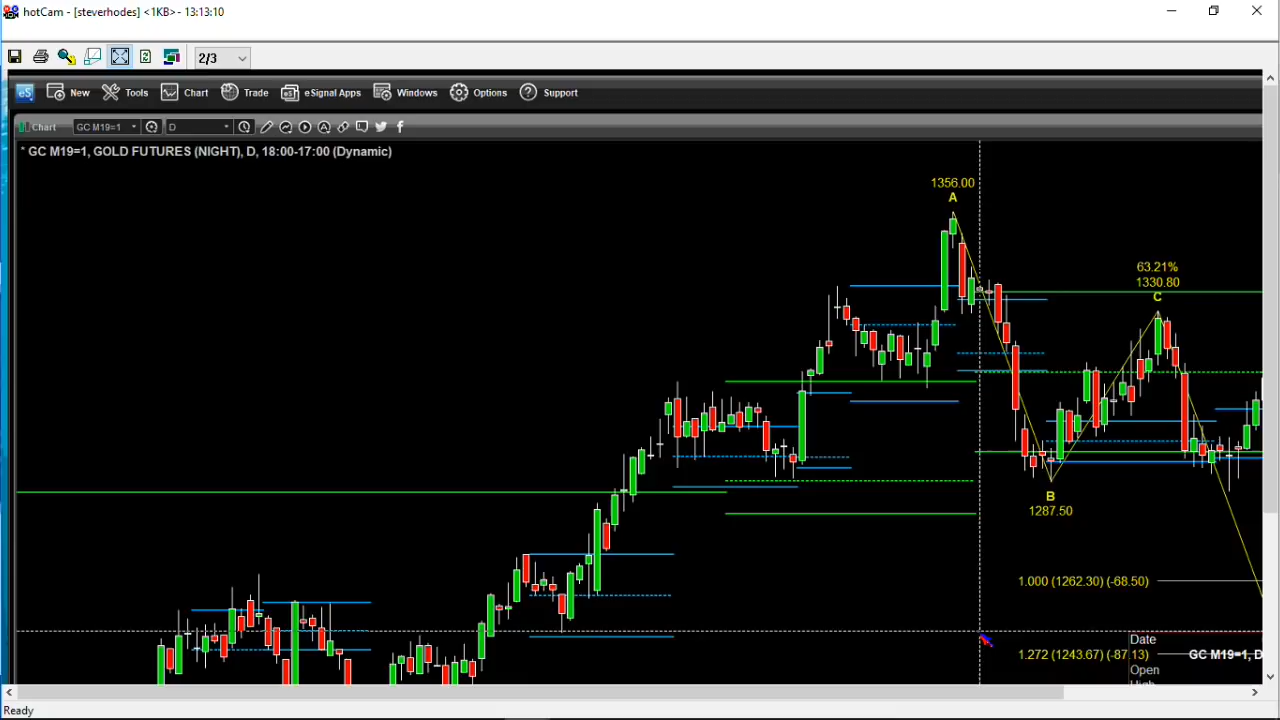 hotCam - [steverhodes] <1KB> - 13:13:10
2/3
eS New Tools Chart Trade eSignal Apps Windows Options Support
Chart GC M19=1 D
* GC M19=1, GOLD FUTURES (NIGHT), D, 18:00-17:00 (Dynamic)
1356.00
A
63.21%
1330.80
C
B
1287.50
1.000 (1262.30) (-68.50)
Date
1.272 (1243.67) (-87.13)
GC M19=1, D
Open
High
Ready